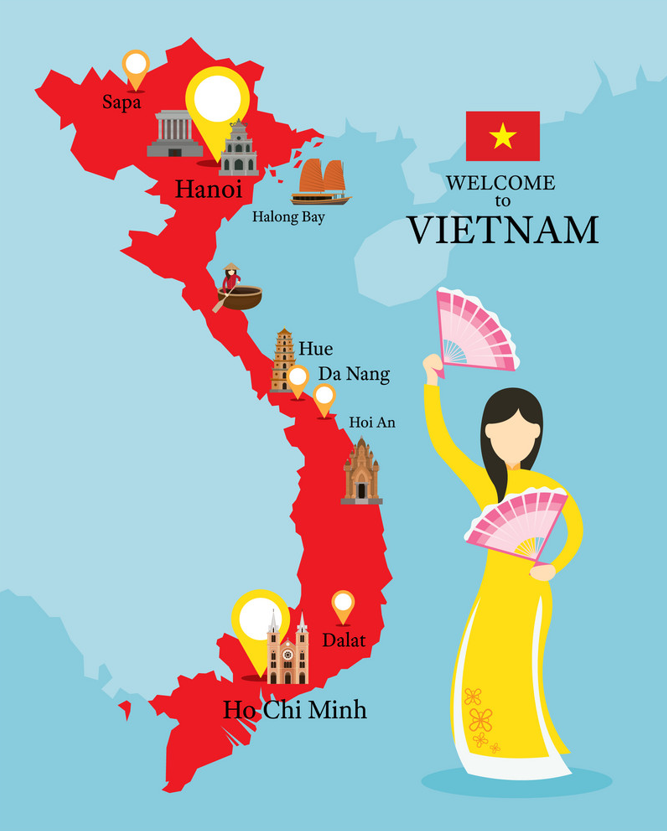 Sapa
Hanoi
Halong Bay
WELCOME
to
VIETNAM
Hue
Da Nang
Hoi An
Dalat
Ho Chi Minh